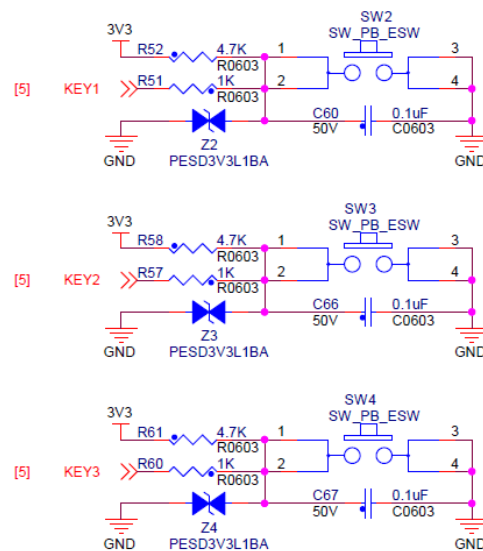 SW2
3V3 SW_PB_ESW
R52 4.7K 1 3
R0603
[5] KEY1 R51 1K 2 4
R0603
C60 0.1uF
Z2 50V C0603
GND PESD3V3L1BA GND
SW3
3V3 SW_PB_ESW
R58 4.7K 1 3
R0603
[5] KEY2 R57 1K 2 4
R0603
C66 0.1uF
Z3 50V C0603
GND PESD3V3L1BA GND
SW4
3V3 SW_PB_ESW
R61 4.7K 1 3
R0603
[5] KEY3 R60 1K 2 4
R0603
C67 0.1uF
Z4 50V C0603
GND PESD3V3L1BA GND